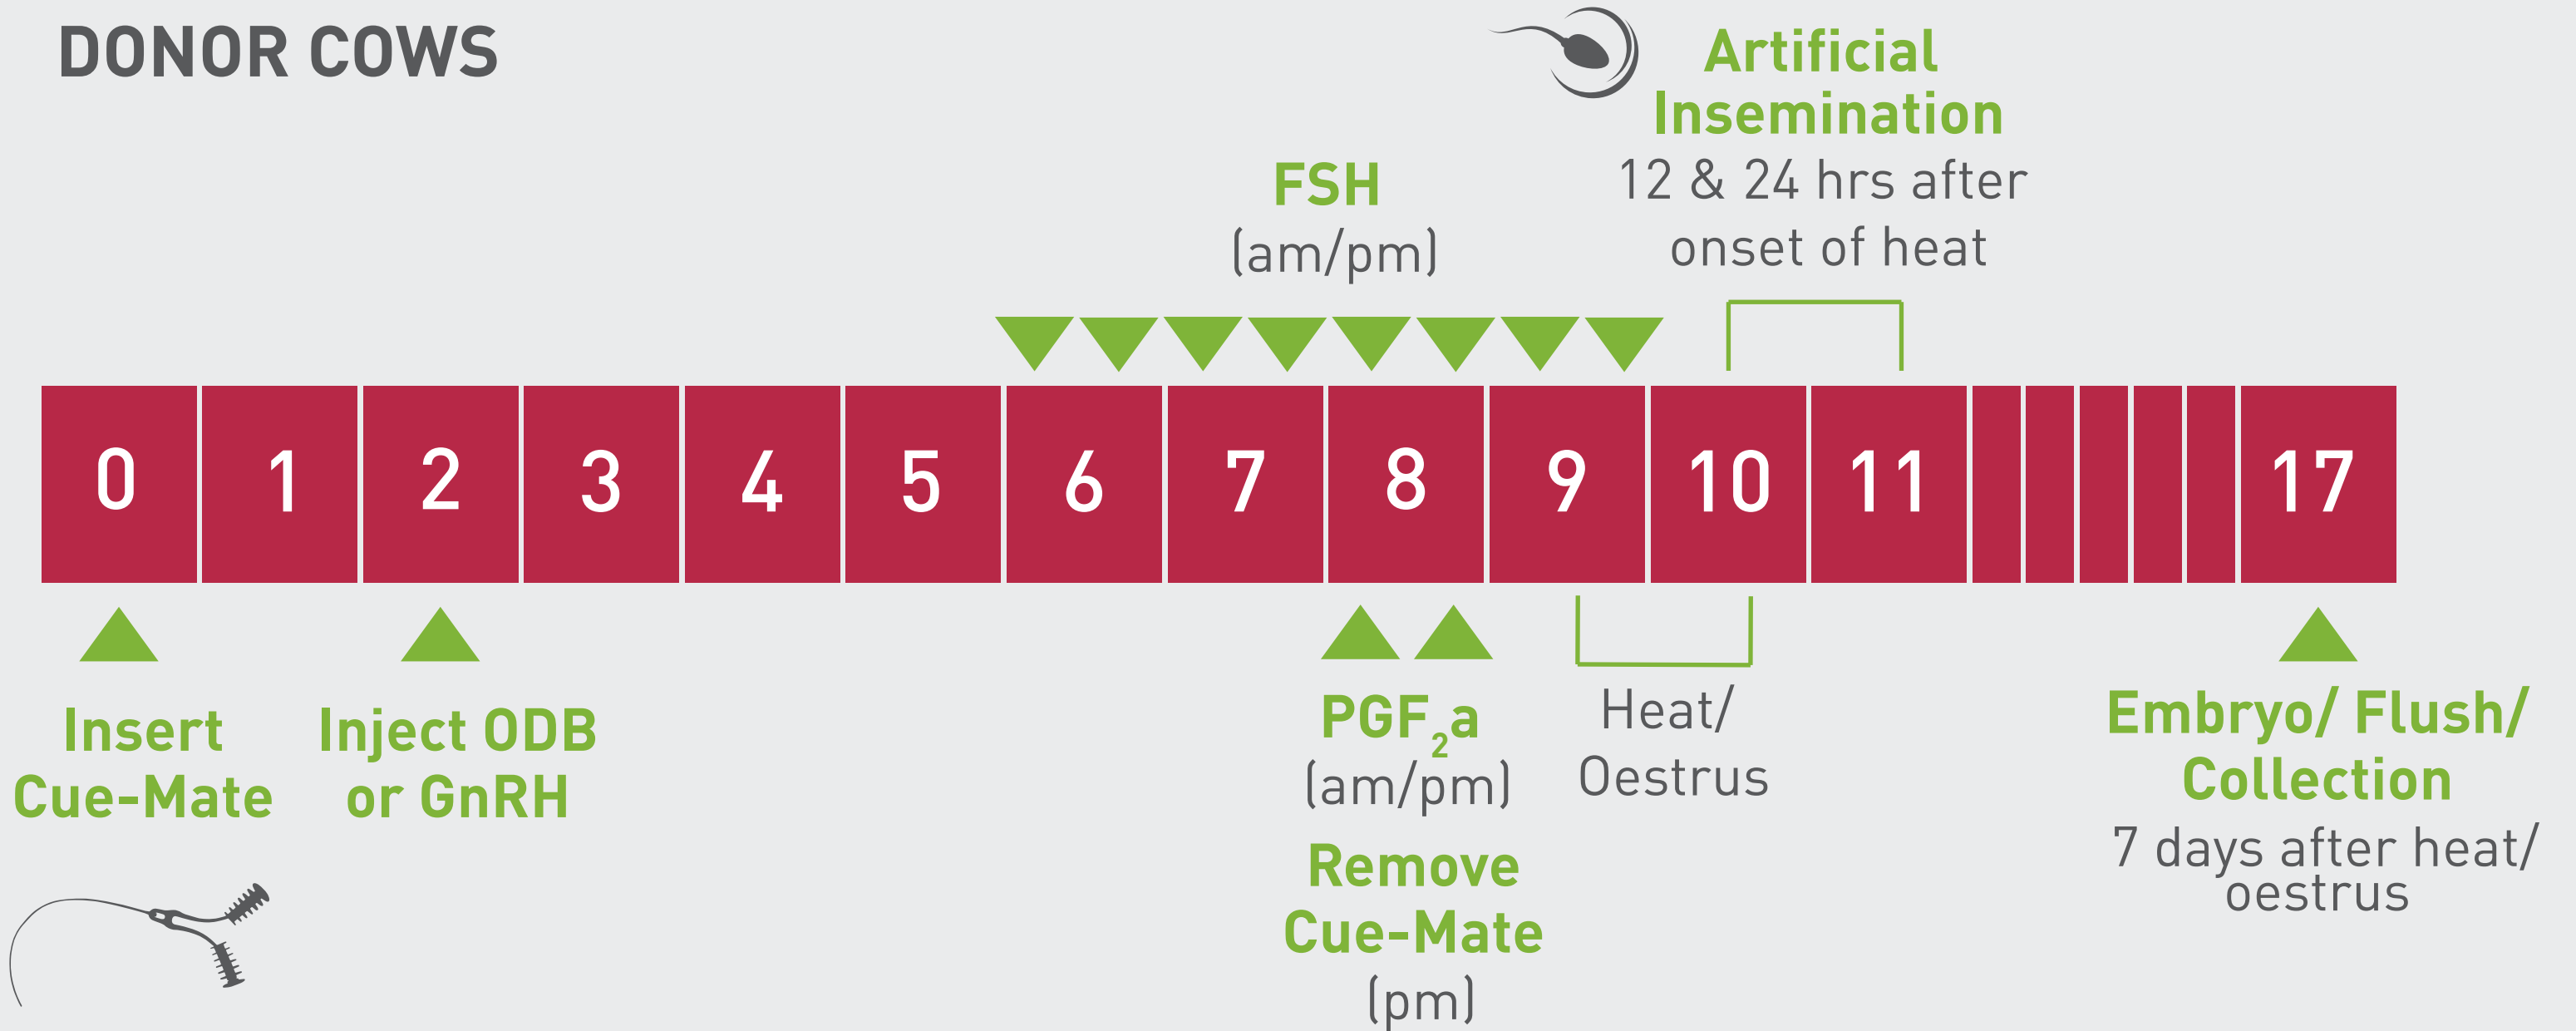 DONOR COWS
Artificial
Insemination
12 & 24 hrs after
onset of heat
FSH
(am/pm)
0 1 2 3 4 5 6 7 8 9 10 11 17
Insert
Cue-Mate
Inject ODB
or GnRH
PGF₂a
(am/pm)
Remove
Cue-Mate
(pm)
Heat/
Oestrus
Embryo/ Flush/
Collection
7 days after heat/
oestrus